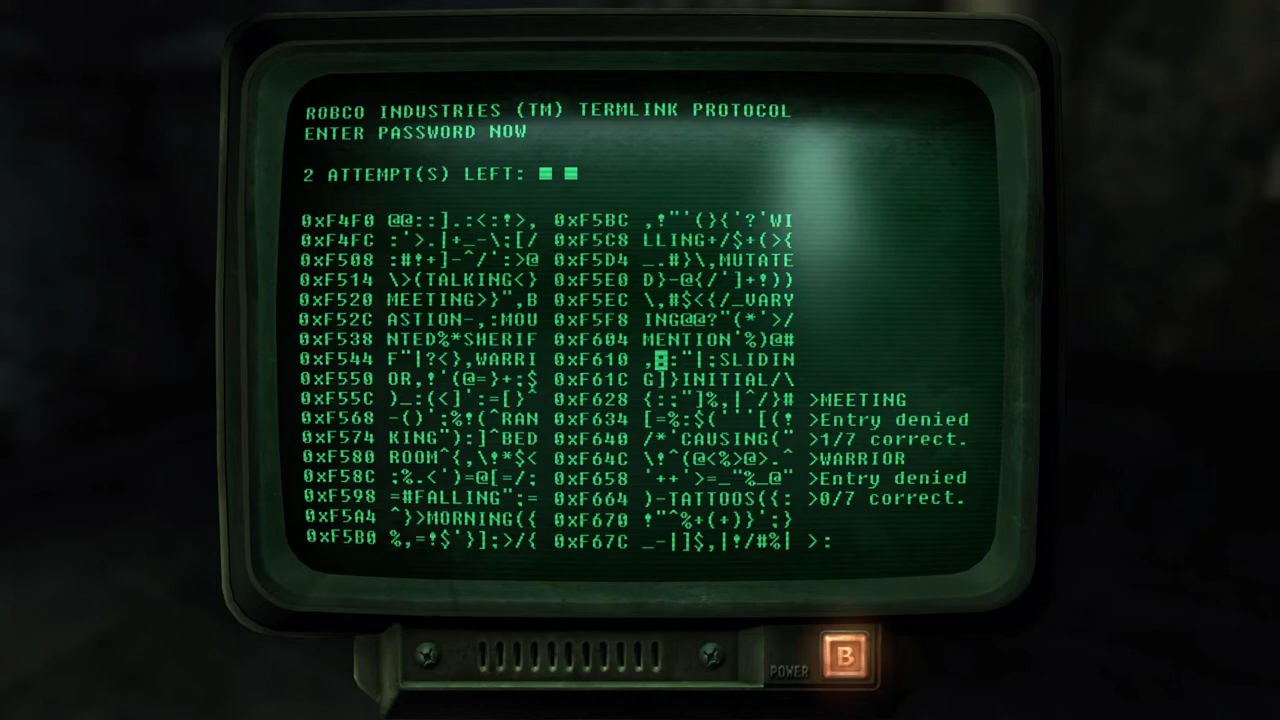 ROBCO INDUSTRIES (TM) TERMLINK PROTOCOL
ENTER PASSWORD NOW
2 ATTEMPT(S) LEFT: ■ ■
0xF4F0 @@::].:<:!>, 0xF5BC ,!"'(}{'?'WI
0xF4FC :'>.|+_-\;[/ 0xF5C8 LLING+/$+(>{
0xF508 :#!+]-^/':>@ 0xF5D4 _.#}\,MUTATE
0xF514 \>(TALKING<} 0xF5E0 D}-@{/']+!))
0xF520 MEETING>}",B 0xF5EC \,#$<{/_VARY
0xF52C ASTION-,:MOU 0xF5F8 ING@@?"(*'>/
0xF538 NTED%*SHERIF 0xF604 MENTION'%)@#
0xF544 F"|?<},WARRI 0xF610 ,::"|;SLIDIN
0xF550 OR,!'(@=}+;$ 0xF61C G]}INITIAL/\
0xF55C )_:(<]':=[}^ 0xF628 {:;"]%,|^/}# >MEETING
0xF568 -()';%!(^RAN 0xF634 [=%:$('''[(! >Entry denied
0xF574 KING"):]^BED 0xF640 /*'CAUSING(" >1/7 correct.
0xF580 ROOM^{,\!*$< 0xF64C \!^(@<%>@>.^ >WARRIOR
0xF58C :%.<')=@[=/; 0xF658 '++'>=_"%_@" >Entry denied
0xF598 =#FALLING";= 0xF664 )-TATTOOS({: >0/7 correct.
0xF5A4 ^}>MORNING({ 0xF670 !"^%+(+)}';}
0xF5B0 %,=!$'}];>/{ 0xF67C _-|]$,|!/#%| >:
POWER
B